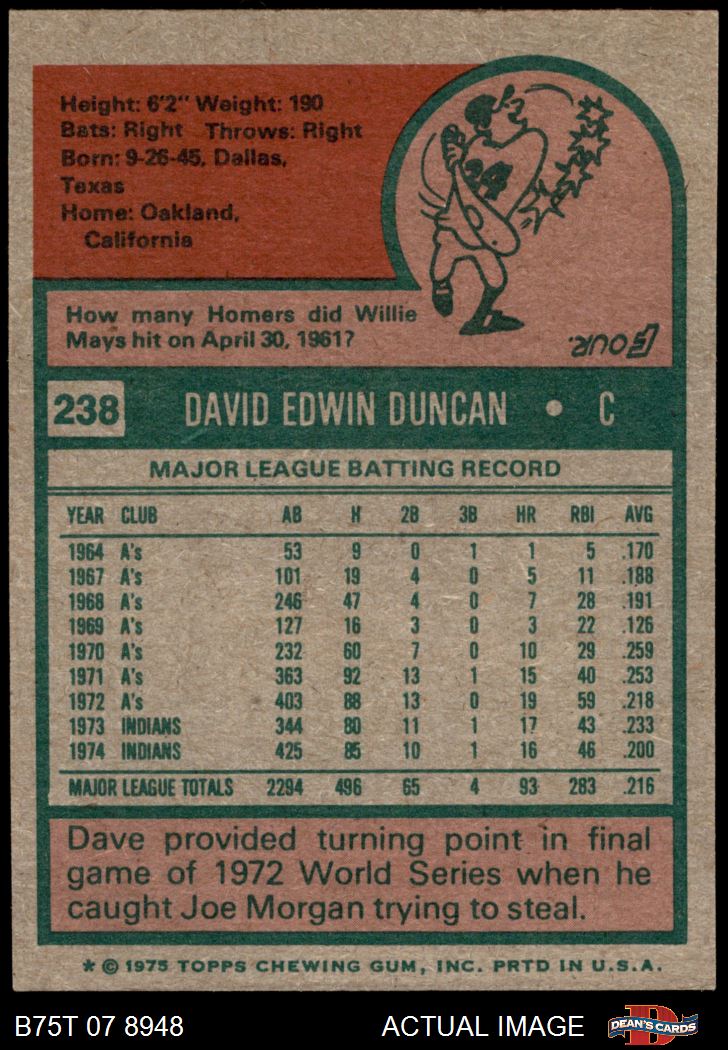 Height: 6'2" Weight: 190
Bats: Right Throws: Right
Born: 9-26-45, Dallas,
Texas
Home: Oakland,
California
24
How many Homers did Willie
Mays hit on April 30, 1961?
FOUR.
238 DAVID EDWIN DUNCAN • C
MAJOR LEAGUE BATTING RECORD
YEAR CLUB AB H 2B 3B HR RBI AVG
1964 A's 53 9 0 1 1 5 .170
1967 A's 101 19 4 0 5 11 .188
1968 A's 246 47 4 0 7 28 .191
1969 A's 127 16 3 0 3 22 .126
1970 A's 232 60 7 0 10 29 .259
1971 A's 363 92 13 1 15 40 .253
1972 A's 403 88 13 0 19 59 .218
1973 INDIANS 344 80 11 1 17 43 .233
1974 INDIANS 425 85 10 1 16 46 .200
MAJOR LEAGUE TOTALS 2294 496 65 4 93 283 .216
Dave provided turning point in final
game of 1972 World Series when he
caught Joe Morgan trying to steal.
* © 1975 TOPPS CHEWING GUM, INC. PRTD IN U.S.A.
B75T 07 8948 ACTUAL IMAGE D DEAN'S CARDS